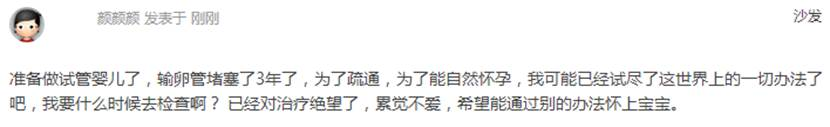 颜颜颜 发表于 刚刚 沙发
准备做试管婴儿了，输卵管堵塞了3年了，为了疏通，为了能自然怀孕，我可能已经试尽了这世界上的一切办法了
吧，我要什么时候去检查啊？ 已经对治疗绝望了，累觉不爱，希望能通过别的办法怀上宝宝。